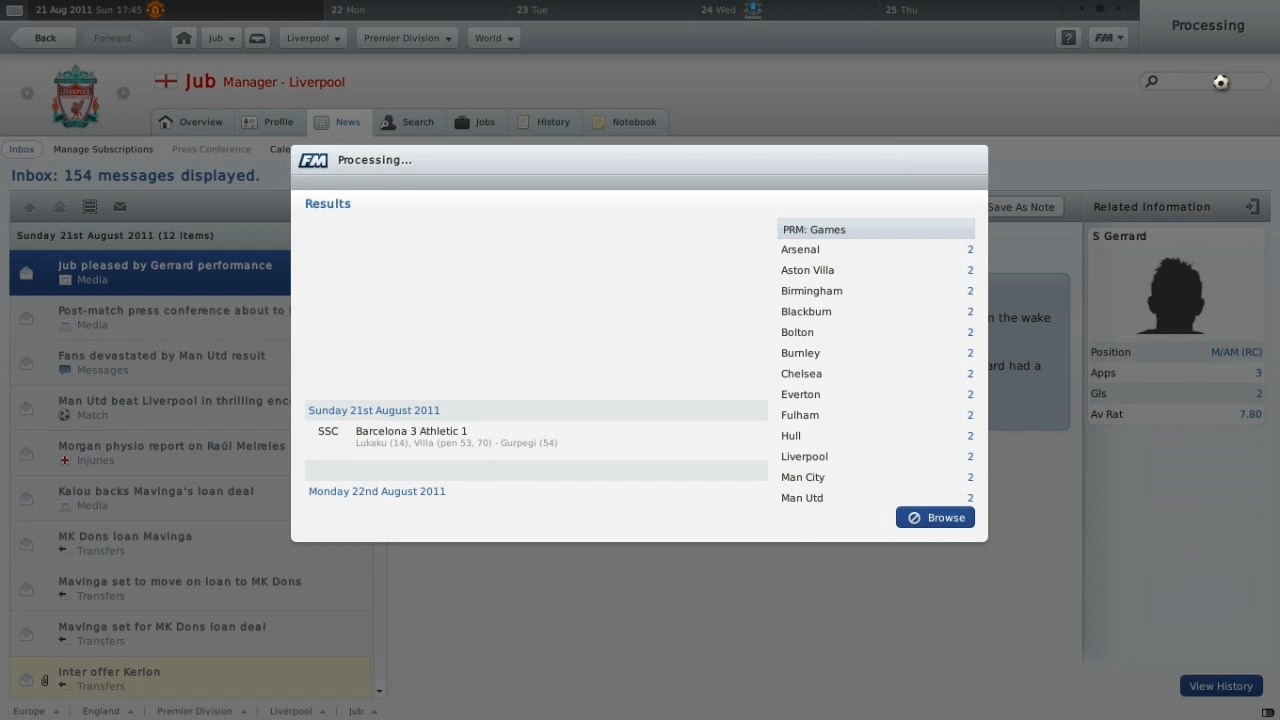 21 Aug 2011 Sun 17:45 22 Mon 23 Tue 24 Wed 25 Thu
Processing
Back Forward Jub Liverpool Premier Division World ? FM
Jub Manager - Liverpool
Overview Profile News Search Jobs History Notebook
Inbox Manage Subscriptions Press Conference Cale
Inbox: 154 messages displayed.
FM Processing...
Results
Save As Note
Related Information
Sunday 21st August 2011 (12 items)
Jub pleased by Gerrard performance
Media
Post-match press conference about to
Media
Fans devastated by Man Utd result
Messages
Man Utd beat Liverpool in thrilling enc
Match
Morgan physio report on Raúl Meireles
Injuries
Kalou backs Mavinga's loan deal
Media
MK Dons loan Mavinga
Transfers
Mavinga set to move on loan to MK Dons
Transfers
Mavinga set for MK Dons loan deal
Transfers
Inter offer Kerlon
Transfers
Sunday 21st August 2011
SSC Barcelona 3 Athletic 1
Lukaku (14), Villa (pen 53, 70) - Gurpegi (54)
Monday 22nd August 2011
PRM: Games
Arsenal 2
Aston Villa 2
Birmingham 2
Blackburn 2
Bolton 2
Burnley 2
Chelsea 2
Everton 2
Fulham 2
Hull 2
Liverpool 2
Man City 2
Man Utd 2
Browse
n the wake
ard had a
S Gerrard
Position M/AM (RC)
Apps 3
Gls 2
Av Rat 7.80
View History
Europe England Premier Division Liverpool Jub